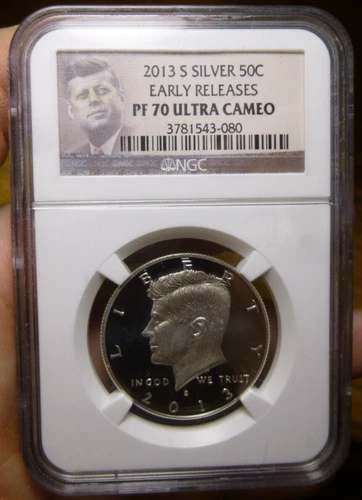 2013 S SILVER 50C
EARLY RELEASES
PF 70 ULTRA CAMEO
3781543-080
NGC
LIBERTY
IN GOD WE TRUST
S
2013